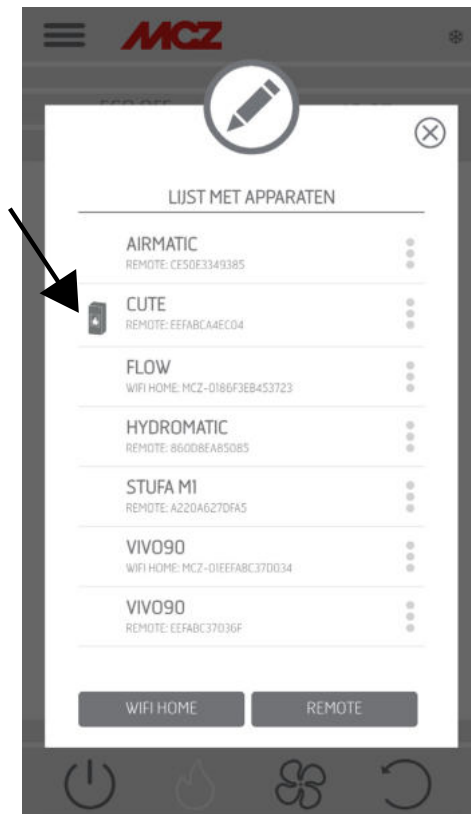 MCZ
LIJST MET APPARATEN
AIRMATIC
REMOTE: CE50E3349385
CUTE
REMOTE: EEFABCA4EC04
FLOW
WIFI HOME: MCZ-0186F3EB453723
HYDROMATIC
REMOTE: 860D8EA85085
STUFA M1
REMOTE: A220A627DFA5
VIVO90
WIFI HOME: MCZ-01EEFABC37D034
VIVO90
REMOTE: EEFABC37036F
WIFI HOME
REMOTE